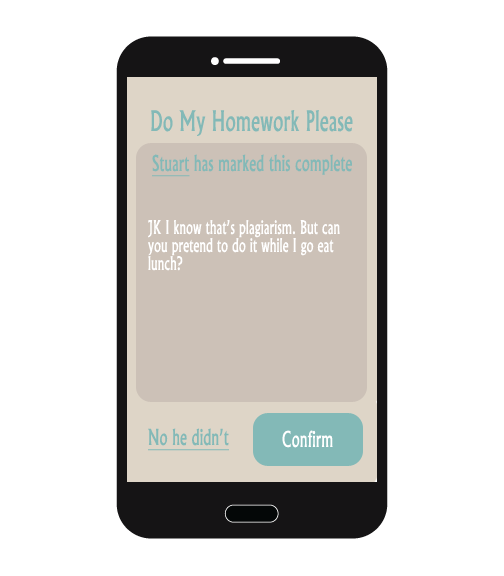 Do My Homework Please
Stuart has marked this complete
JK I know that's plagiarism. But can
you pretend to do it while I go eat
lunch?
No he didn't
Confirm